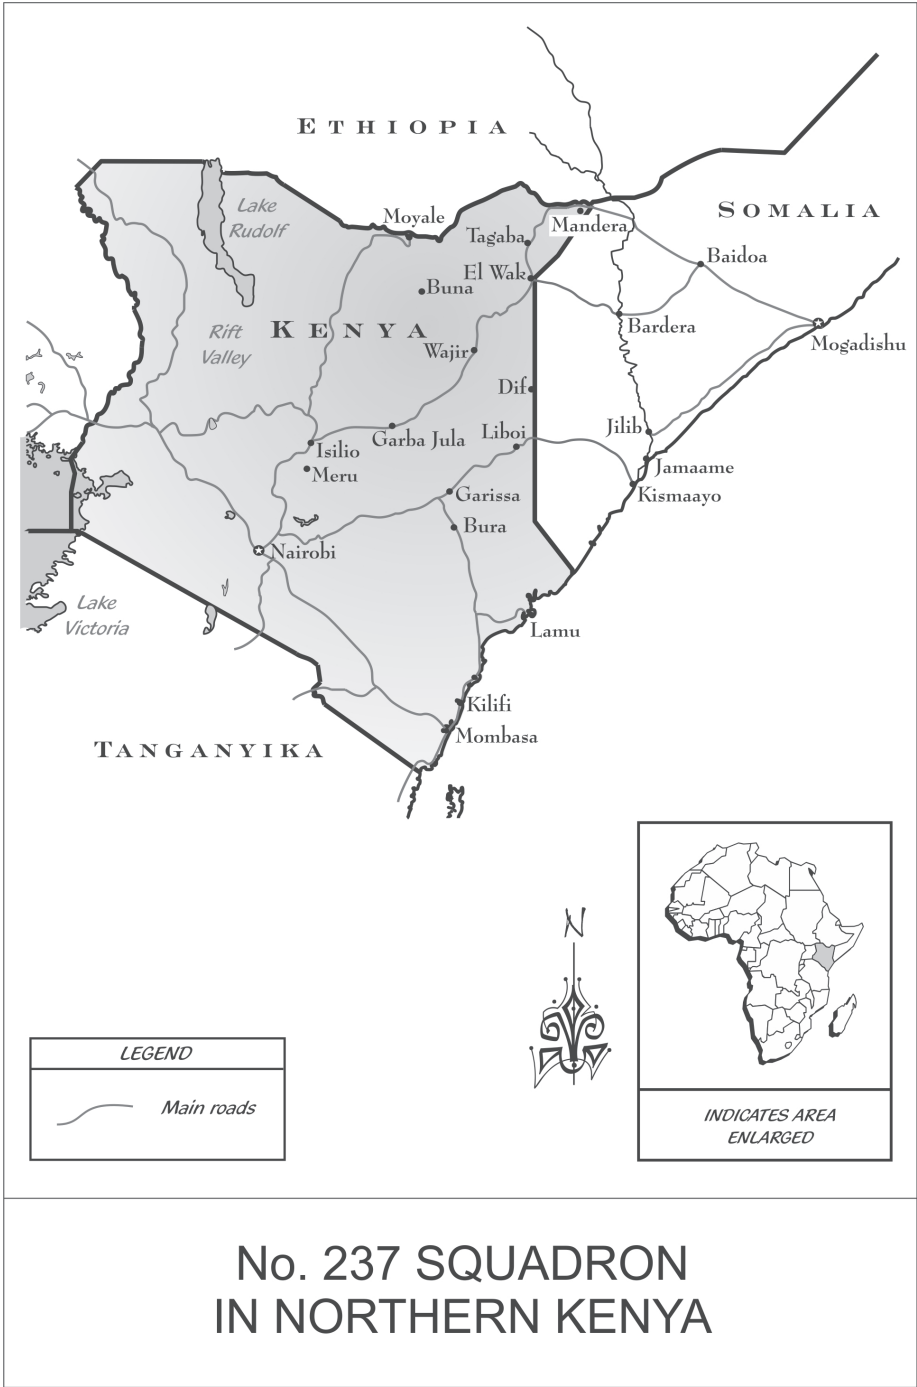 ETHIOPIA
Lake
Rudolf
SOMALIA
Moyale
Mandera
Tagaba
Baidoa
El Wak
Buna
KENYA
Rift
Valley
Bardera
Mogadishu
Wajir
Dif
Jilib
Liboi
Garba Jula
Isilio
Jamaame
Meru
Kismaayo
Garissa
Bura
Nairobi
Lake
Victoria
Lamu
Kilifi
Mombasa
TANGANYIKA
N
LEGEND
Main roads
INDICATES AREA
ENLARGED
No. 237 SQUADRON
IN NORTHERN KENYA